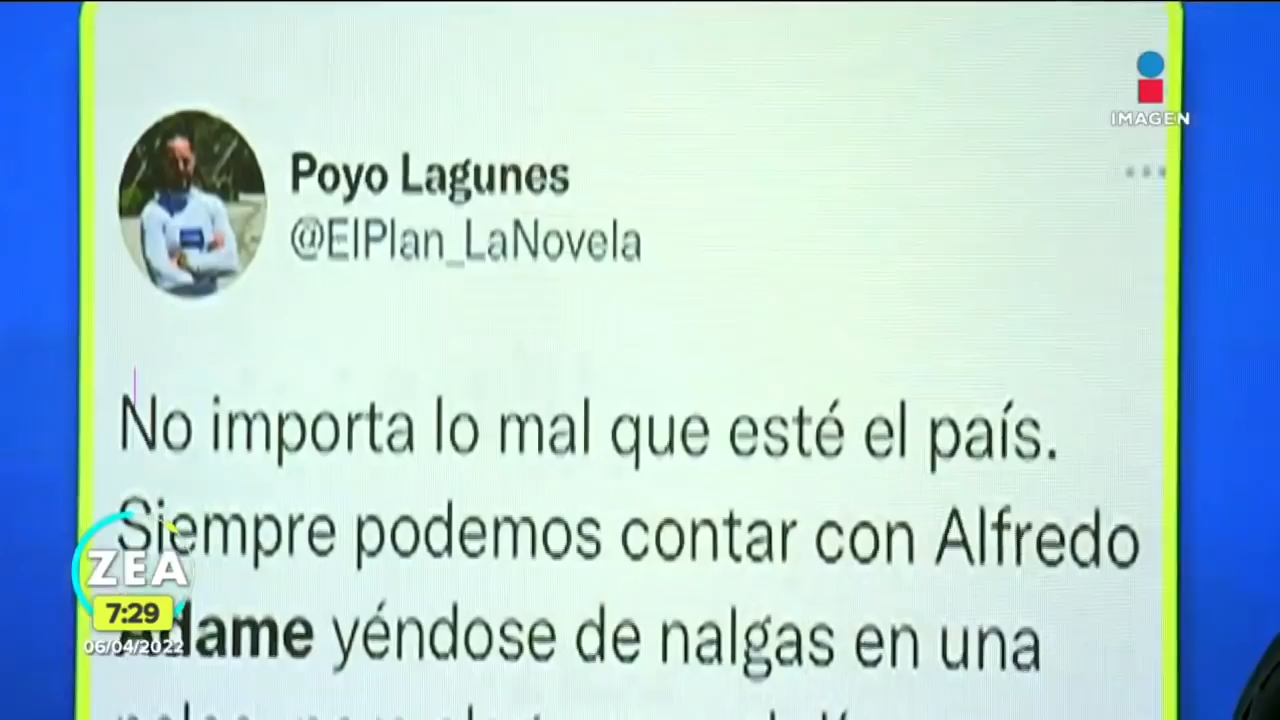 IMAGEN
Poyo Lagunes
@ElPlan_LaNovela
No importa lo mal que esté el país.
Siempre podemos contar con Alfredo
Adame yéndose de nalgas en una
ZEA
7:29
06/04/2022